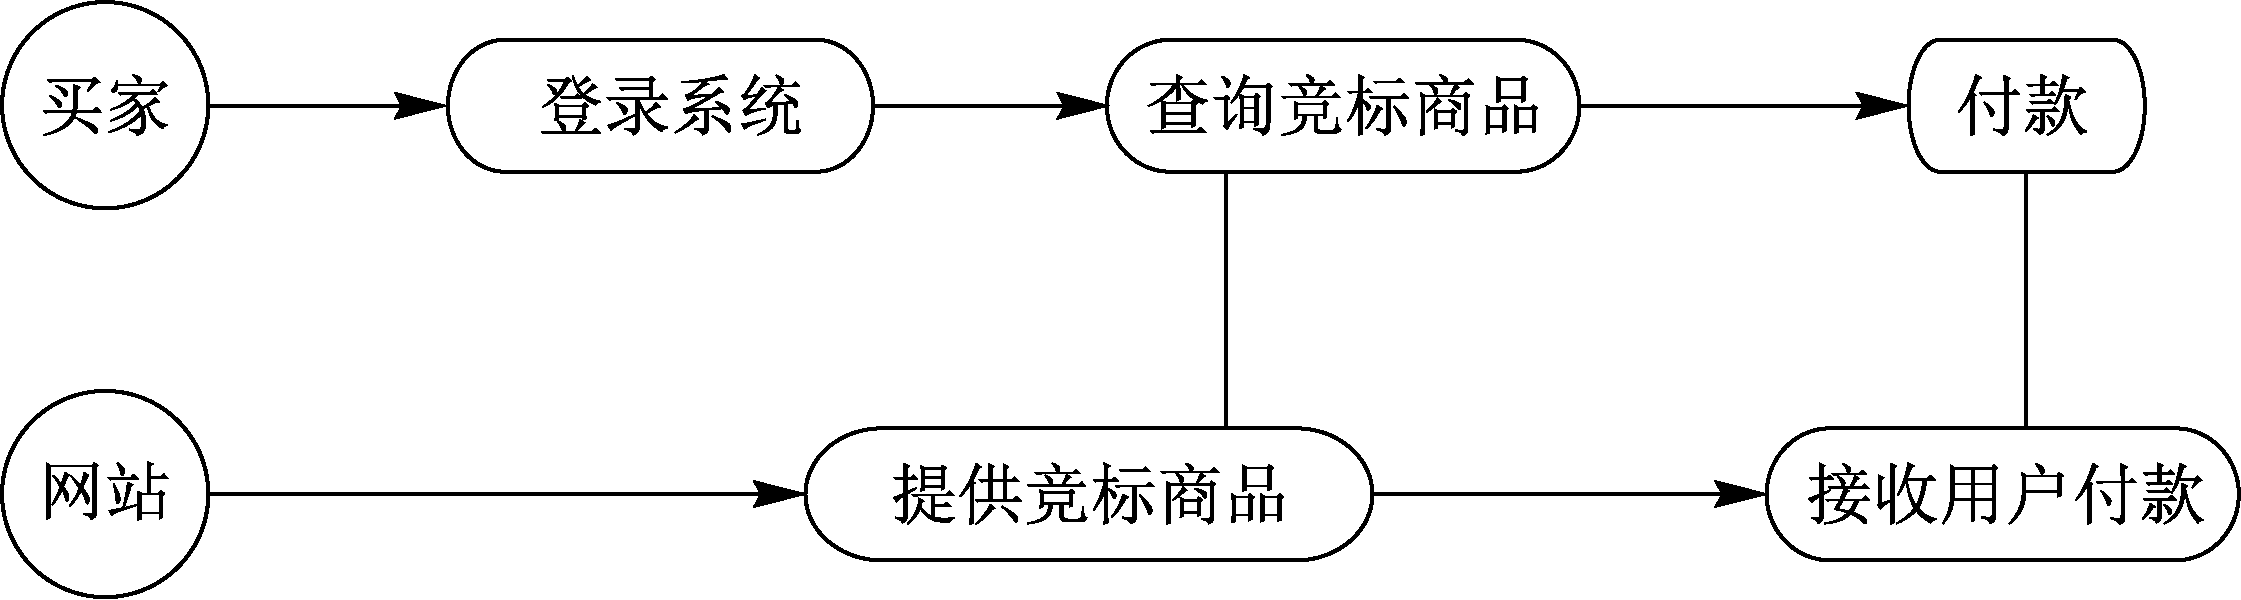 买家
登录系统
查询竞标商品
付款
网站
提供竞标商品
接收用户付款